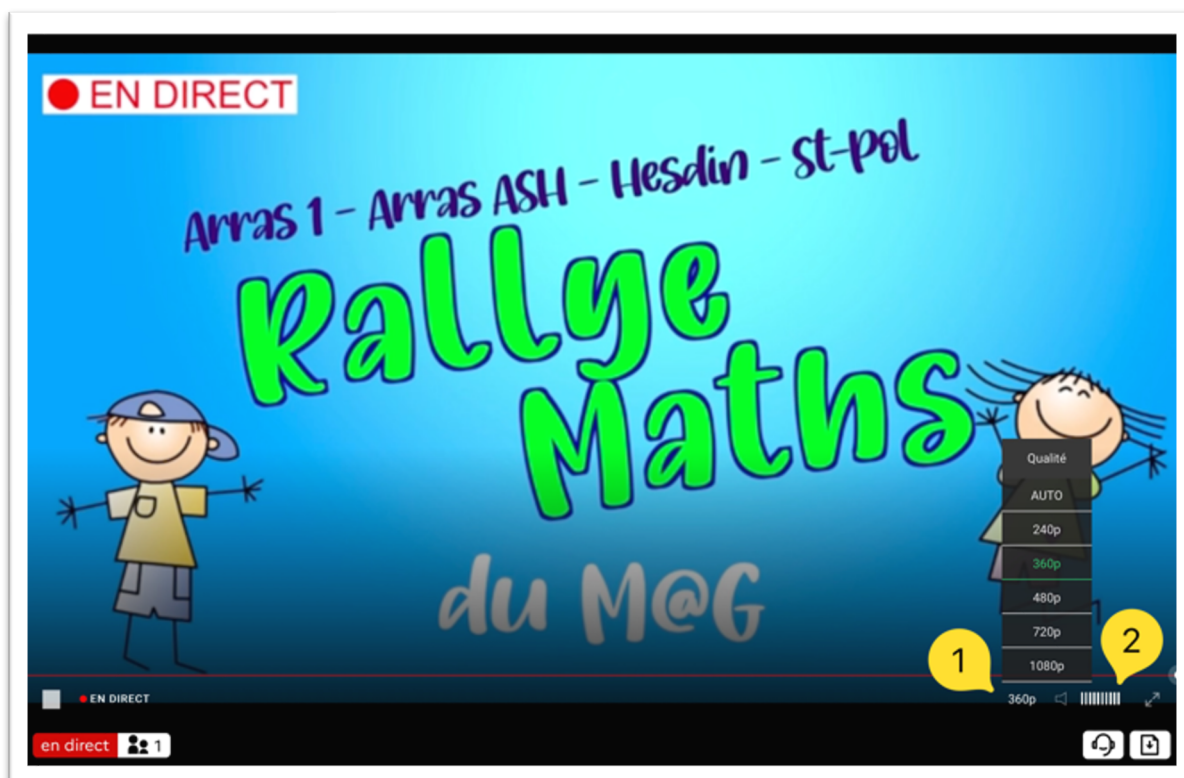 EN DIRECT
Arras 1 - Arras ASH - Hesdin - St-Pol
Rallye
Maths
du M@G
Qualité
AUTO
240p
360p
480p
720p
1080p
1
2
EN DIRECT
360p
en direct 1